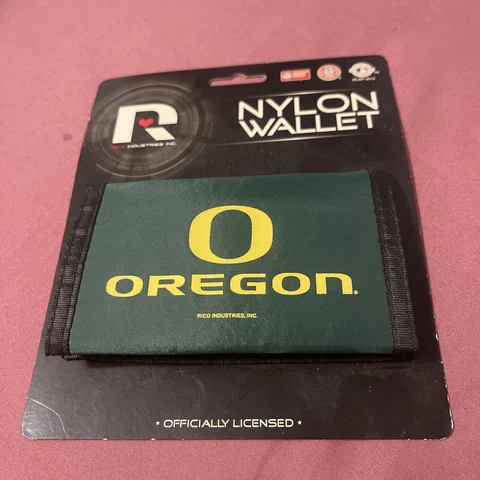 NYLON
WALLET
R
RICO INDUSTRIES INC.
O
OREGON.
RICO INDUSTRIES, INC.
* OFFICIALLY LICENSED *